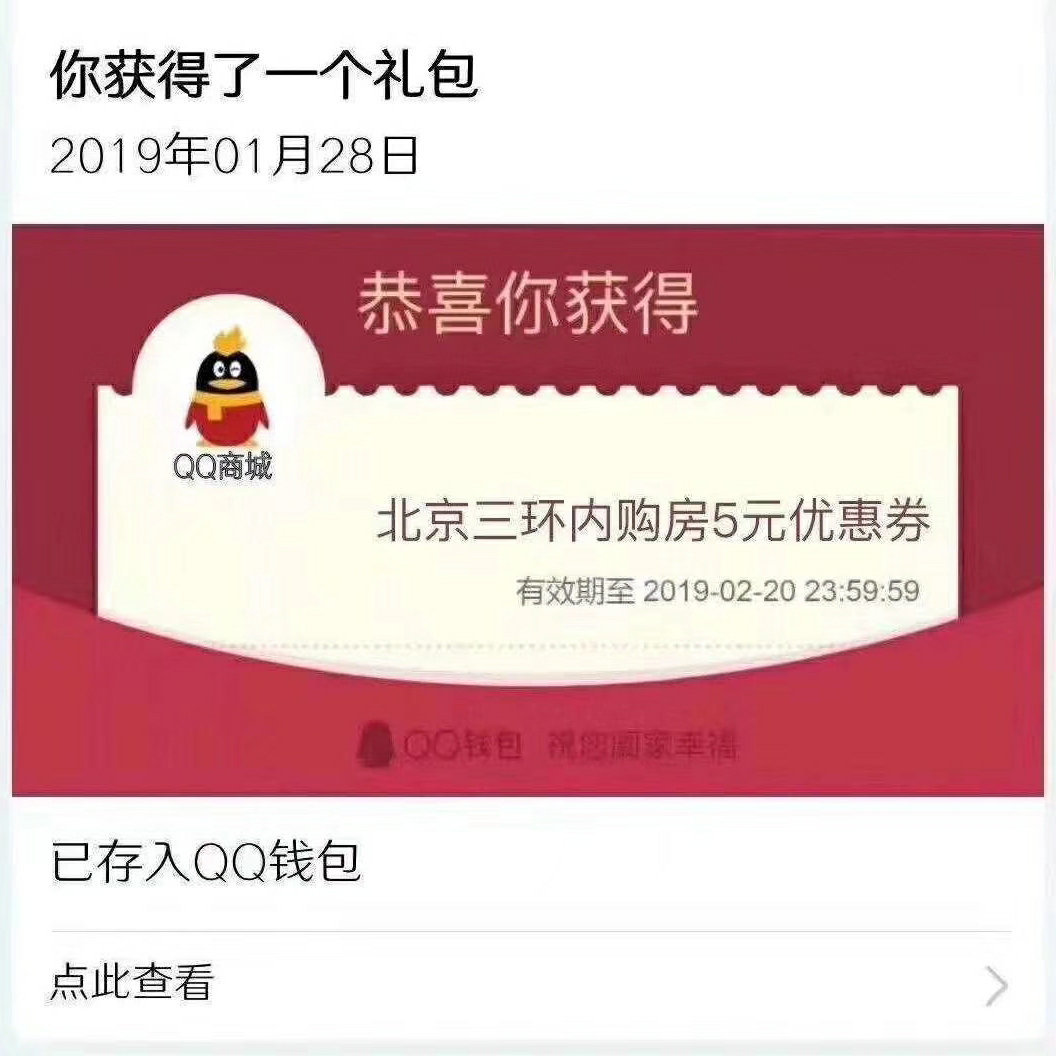 你获得了一个礼包
2019年01月28日
恭喜你获得
QQ商城
北京三环内购房5元优惠券
有效期至 2019-02-20 23:59:59
QQ钱包 祝您阖家幸福
已存入QQ钱包
点此查看